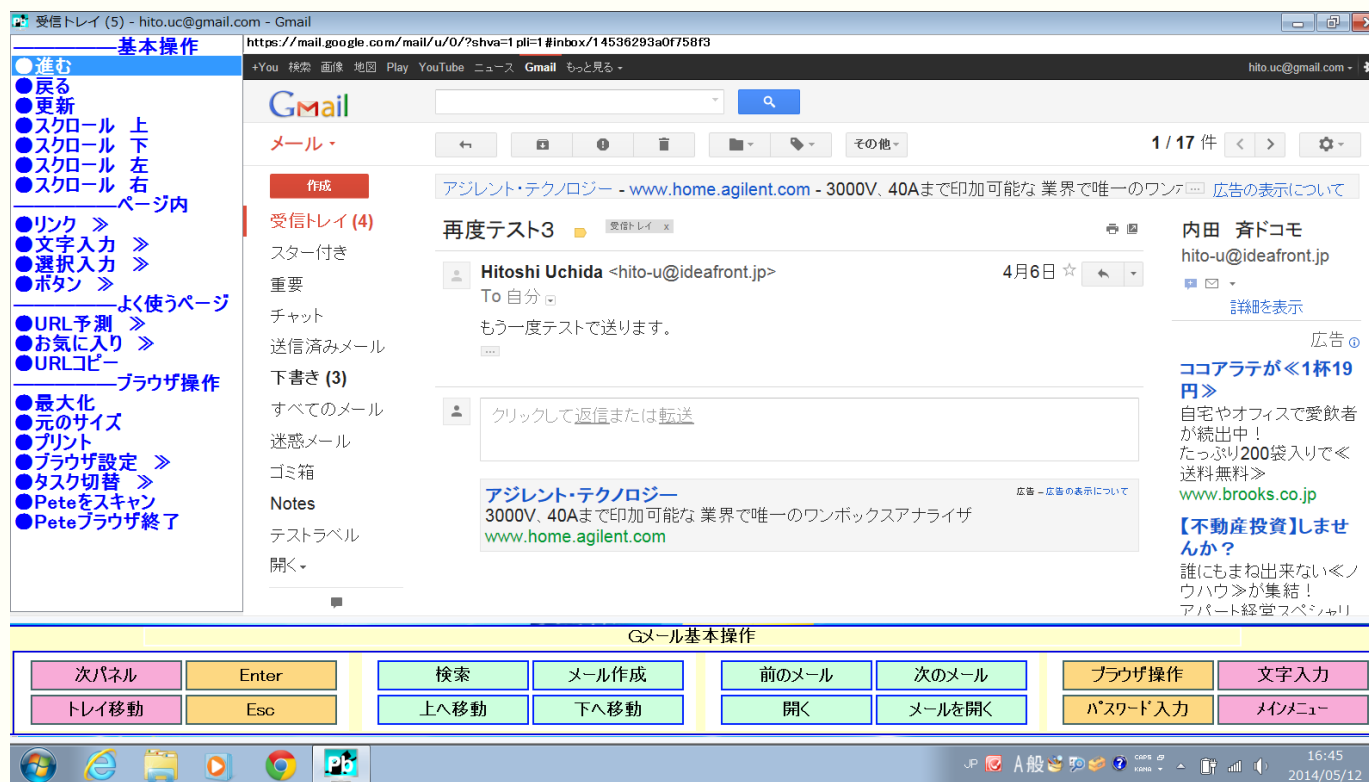 受信トレイ (5) - hito.uc@gmail.com - Gmail
基本操作
●進む
●戻る
●更新
●スクロール 上
●スクロール 下
●スクロール 左
●スクロール 右
ページ内
●リンク ≫
●文字入力 ≫
●選択入力 ≫
●ボタン ≫
よく使うページ
●URL予測 ≫
●お気に入り ≫
●URLコピー
ブラウザ操作
●最大化
●元のサイズ
●プリント
●ブラウザ設定 ≫
●タスク切替 ≫
●Peteをスキャン
●Peteブラウザ終了
https://mail.google.com/mail/u/0/?shva=1pli=1#inbox/14536293a0f758f3
+You 検索 画像 地図 Play YouTube ニュース Gmail もっと見る
hito.uc@gmail.com
Gmail
メール
その他
1 / 17 件
作成
受信トレイ (4)
スター付き
重要
チャット
送信済みメール
下書き (3)
すべてのメール
迷惑メール
ゴミ箱
Notes
テストラベル
開く
アジレント・テクノロジー - www.home.agilent.com - 3000V、40Aまで印加可能な 業界で唯一のワン
広告の表示について
再度テスト3
受信トレイ x
Hitoshi Uchida <hito-u@ideafront.jp>
4月6日
To 自分
もう一度テストで送ります。
クリックして返信または転送
アジレント・テクノロジー
広告 – 広告の表示について
3000V、40Aまで印加可能な 業界で唯一のワンボックスアナライザ
www.home.agilent.com
内田 斉ドコモ
hito-u@ideafront.jp
詳細を表示
広告
ココアラテが≪1杯19
円≫
自宅やオフィスで愛飲者
が続出中！
たっぷり200袋入りで≪
送料無料≫
www.brooks.co.jp
【不動産投資】しませ
んか？
誰にもまね出来ない≪ノ
ウハウ≫が集結！
アパート経営スペシャリ
Gメール基本操作
次パネル Enter 検索 メール作成 前のメール 次のメール ブラウザ操作 文字入力
トレイ移動 Esc 上へ移動 下へ移動 開く メールを開く パスワード入力 メインメニュー
Pb
JP A 般 CAPS KANA
16:45
2014/05/12